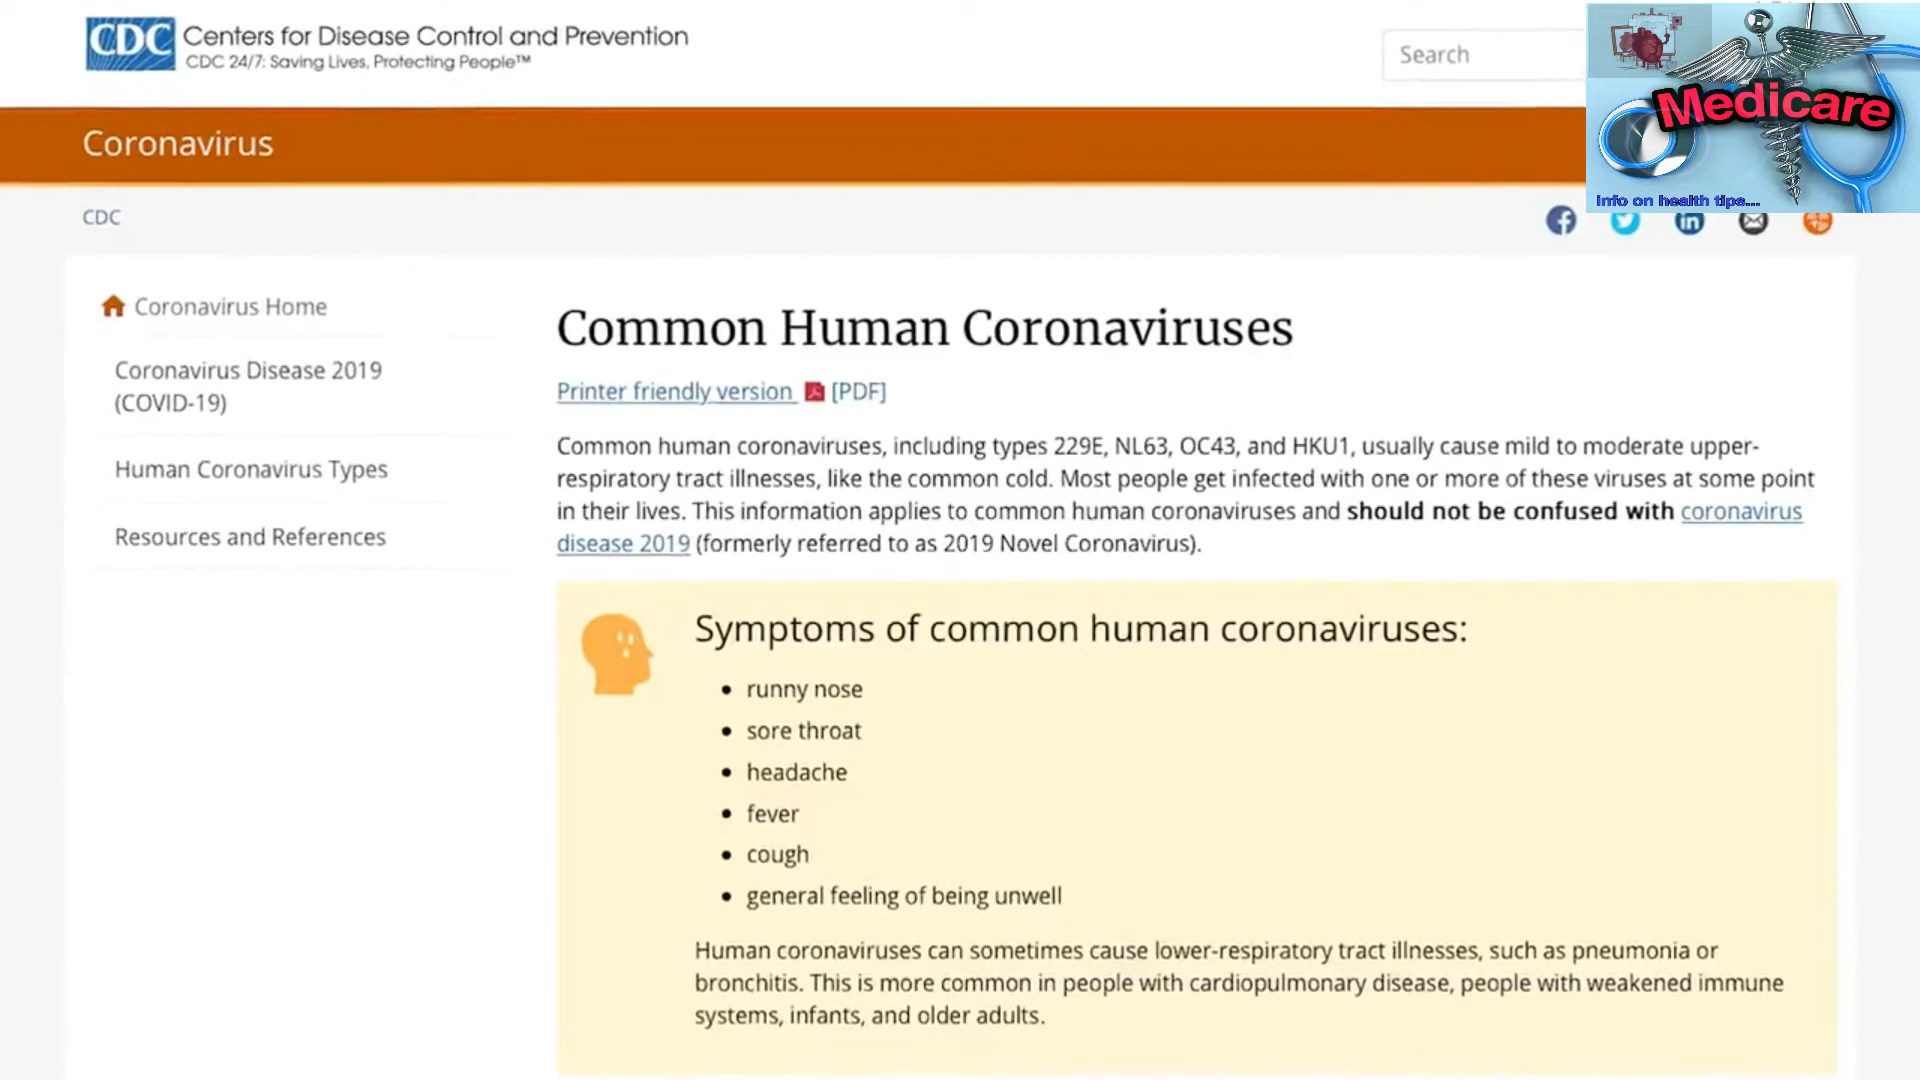 CDC Centers for Disease Control and Prevention
CDC 24/7: Saving Lives, Protecting People™
Search
Medicare
info on health tips...
Coronavirus
CDC
Coronavirus Home
Coronavirus Disease 2019
(COVID-19)
Human Coronavirus Types
Resources and References
Common Human Coronaviruses
Printer friendly version [PDF]
Common human coronaviruses, including types 229E, NL63, OC43, and HKU1, usually cause mild to moderate upper-
respiratory tract illnesses, like the common cold. Most people get infected with one or more of these viruses at some point
in their lives. This information applies to common human coronaviruses and should not be confused with coronavirus
disease 2019 (formerly referred to as 2019 Novel Coronavirus).
Symptoms of common human coronaviruses:
• runny nose
• sore throat
• headache
• fever
• cough
• general feeling of being unwell
Human coronaviruses can sometimes cause lower-respiratory tract illnesses, such as pneumonia or
bronchitis. This is more common in people with cardiopulmonary disease, people with weakened immune
systems, infants, and older adults.